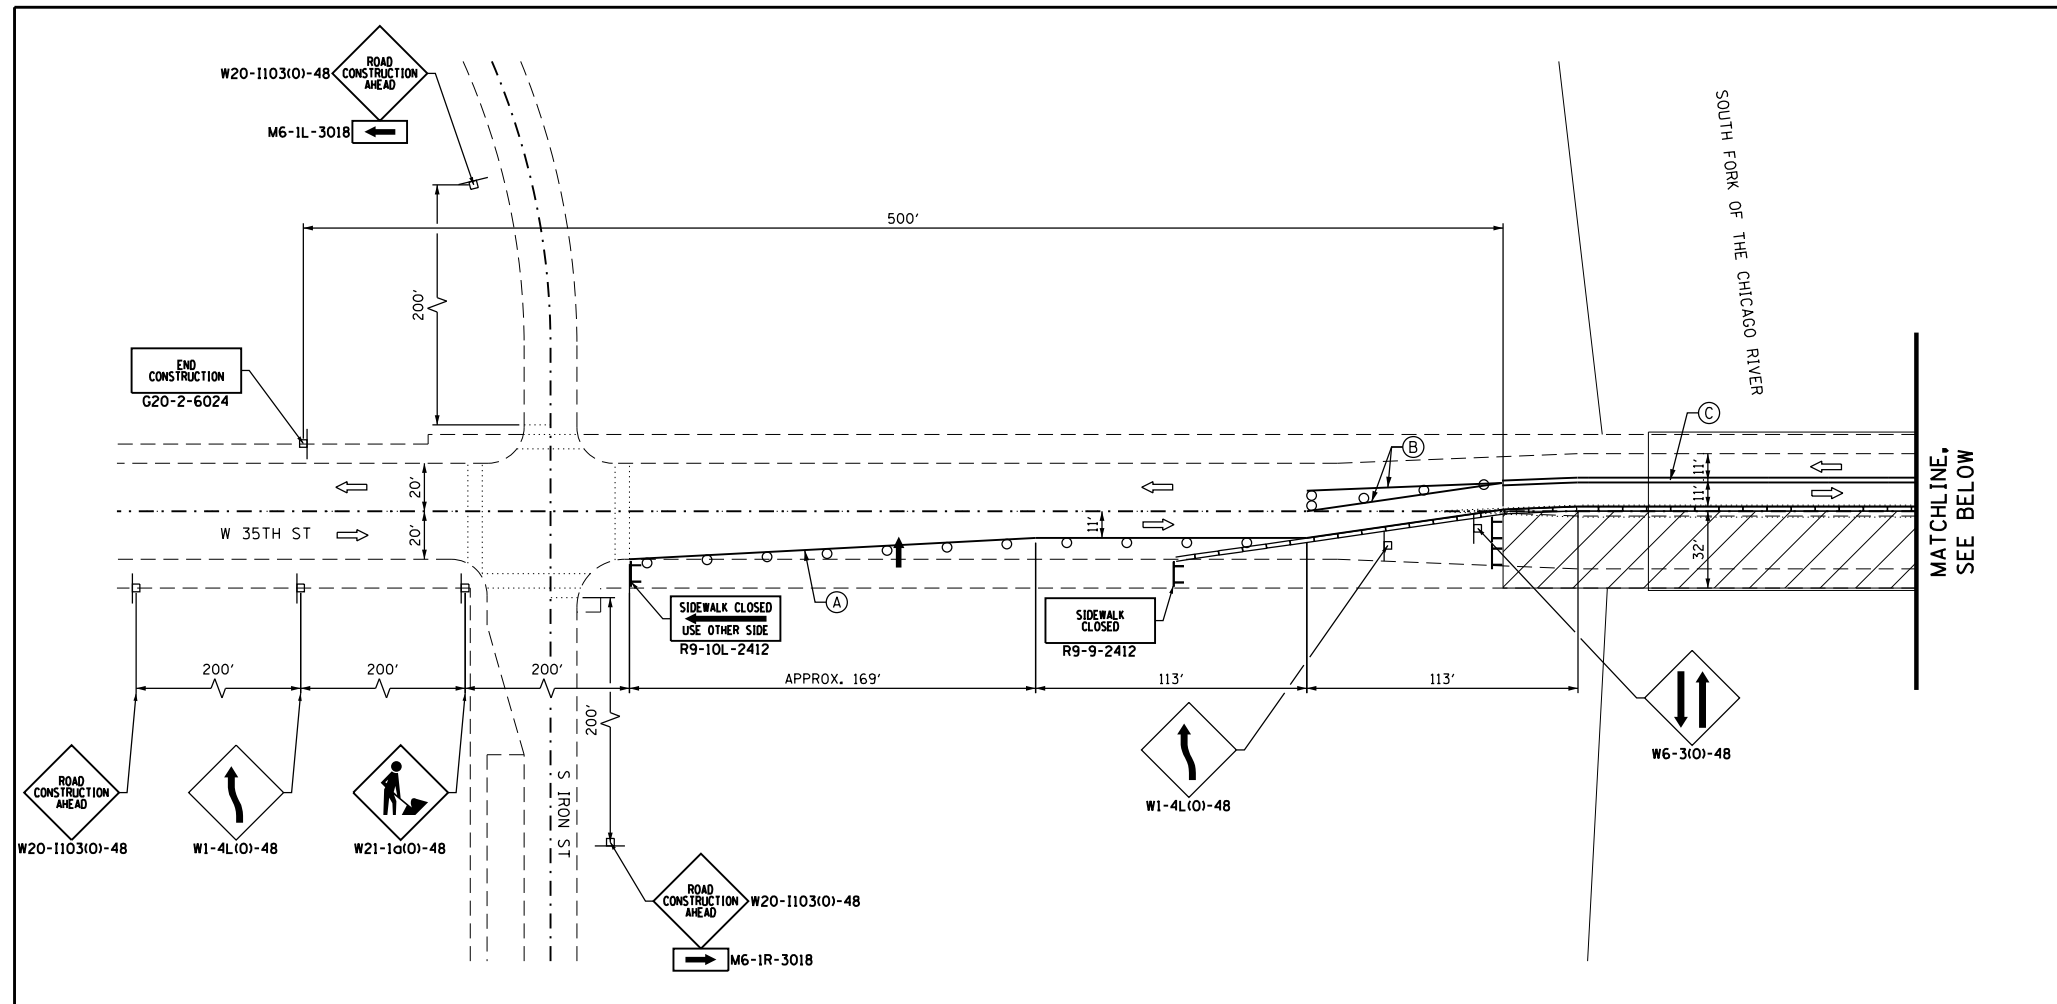 ROAD
CONSTRUCTION
AHEAD
W20-I103(O)-48
M6-1L-3018
SOUTH FORK OF THE CHICAGO RIVER
500'
200'
END
CONSTRUCTION
G20-2-6024
C
B
20'
20'
11'
11'
11'
32'
W 35TH ST
MATCHLINE,
SEE BELOW
A
SIDEWALK CLOSED
USE OTHER SIDE
R9-10L-2412
SIDEWALK
CLOSED
R9-9-2412
200'
200'
200'
APPROX. 169'
113'
113'
200'
ROAD
CONSTRUCTION
AHEAD
W20-I103(O)-48
W1-4L(O)-48
W21-1a(O)-48
S IRON ST
W1-4L(O)-48
W6-3(O)-48
ROAD
CONSTRUCTION
AHEAD
W20-I103(O)-48
M6-1R-3018